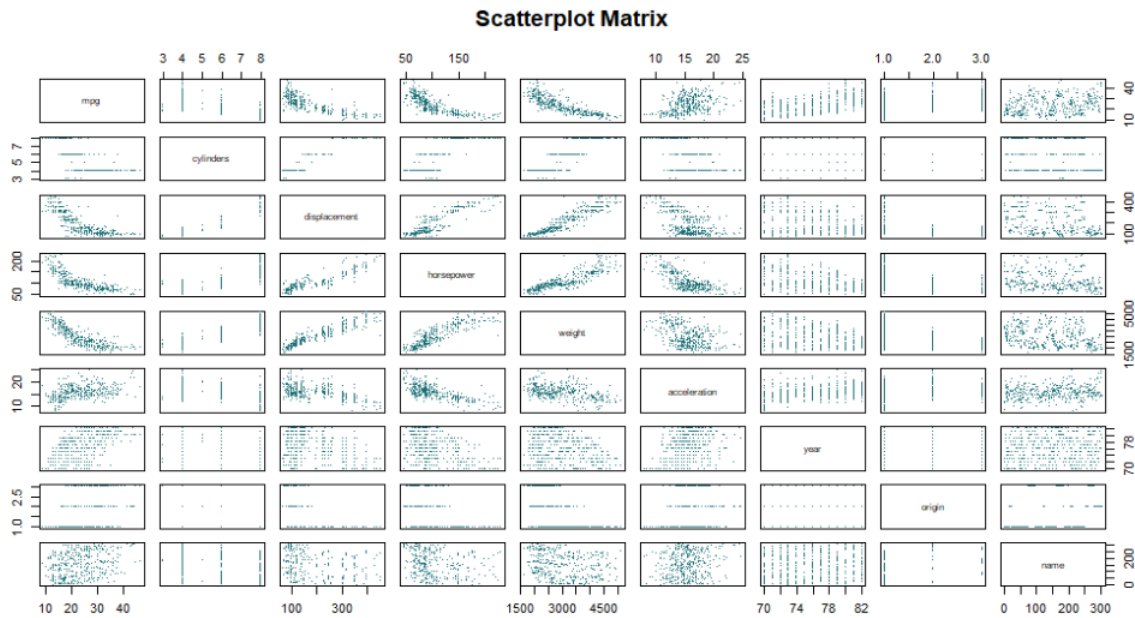 Scatterplot Matrix
3 4 5 6 7 8 50 150 10 15 20 25 1.0 2.0 3.0
mpg 10 40
3 5 7 cylinders
displacement 100 400
50 200 horsepower
weight 1500 5000
10 20 acceleration
year 70 78
1.0 2.5 origin
name 0 200
10 20 30 40 100 300 1500 3000 4500 70 74 78 82 0 50 150 200 300